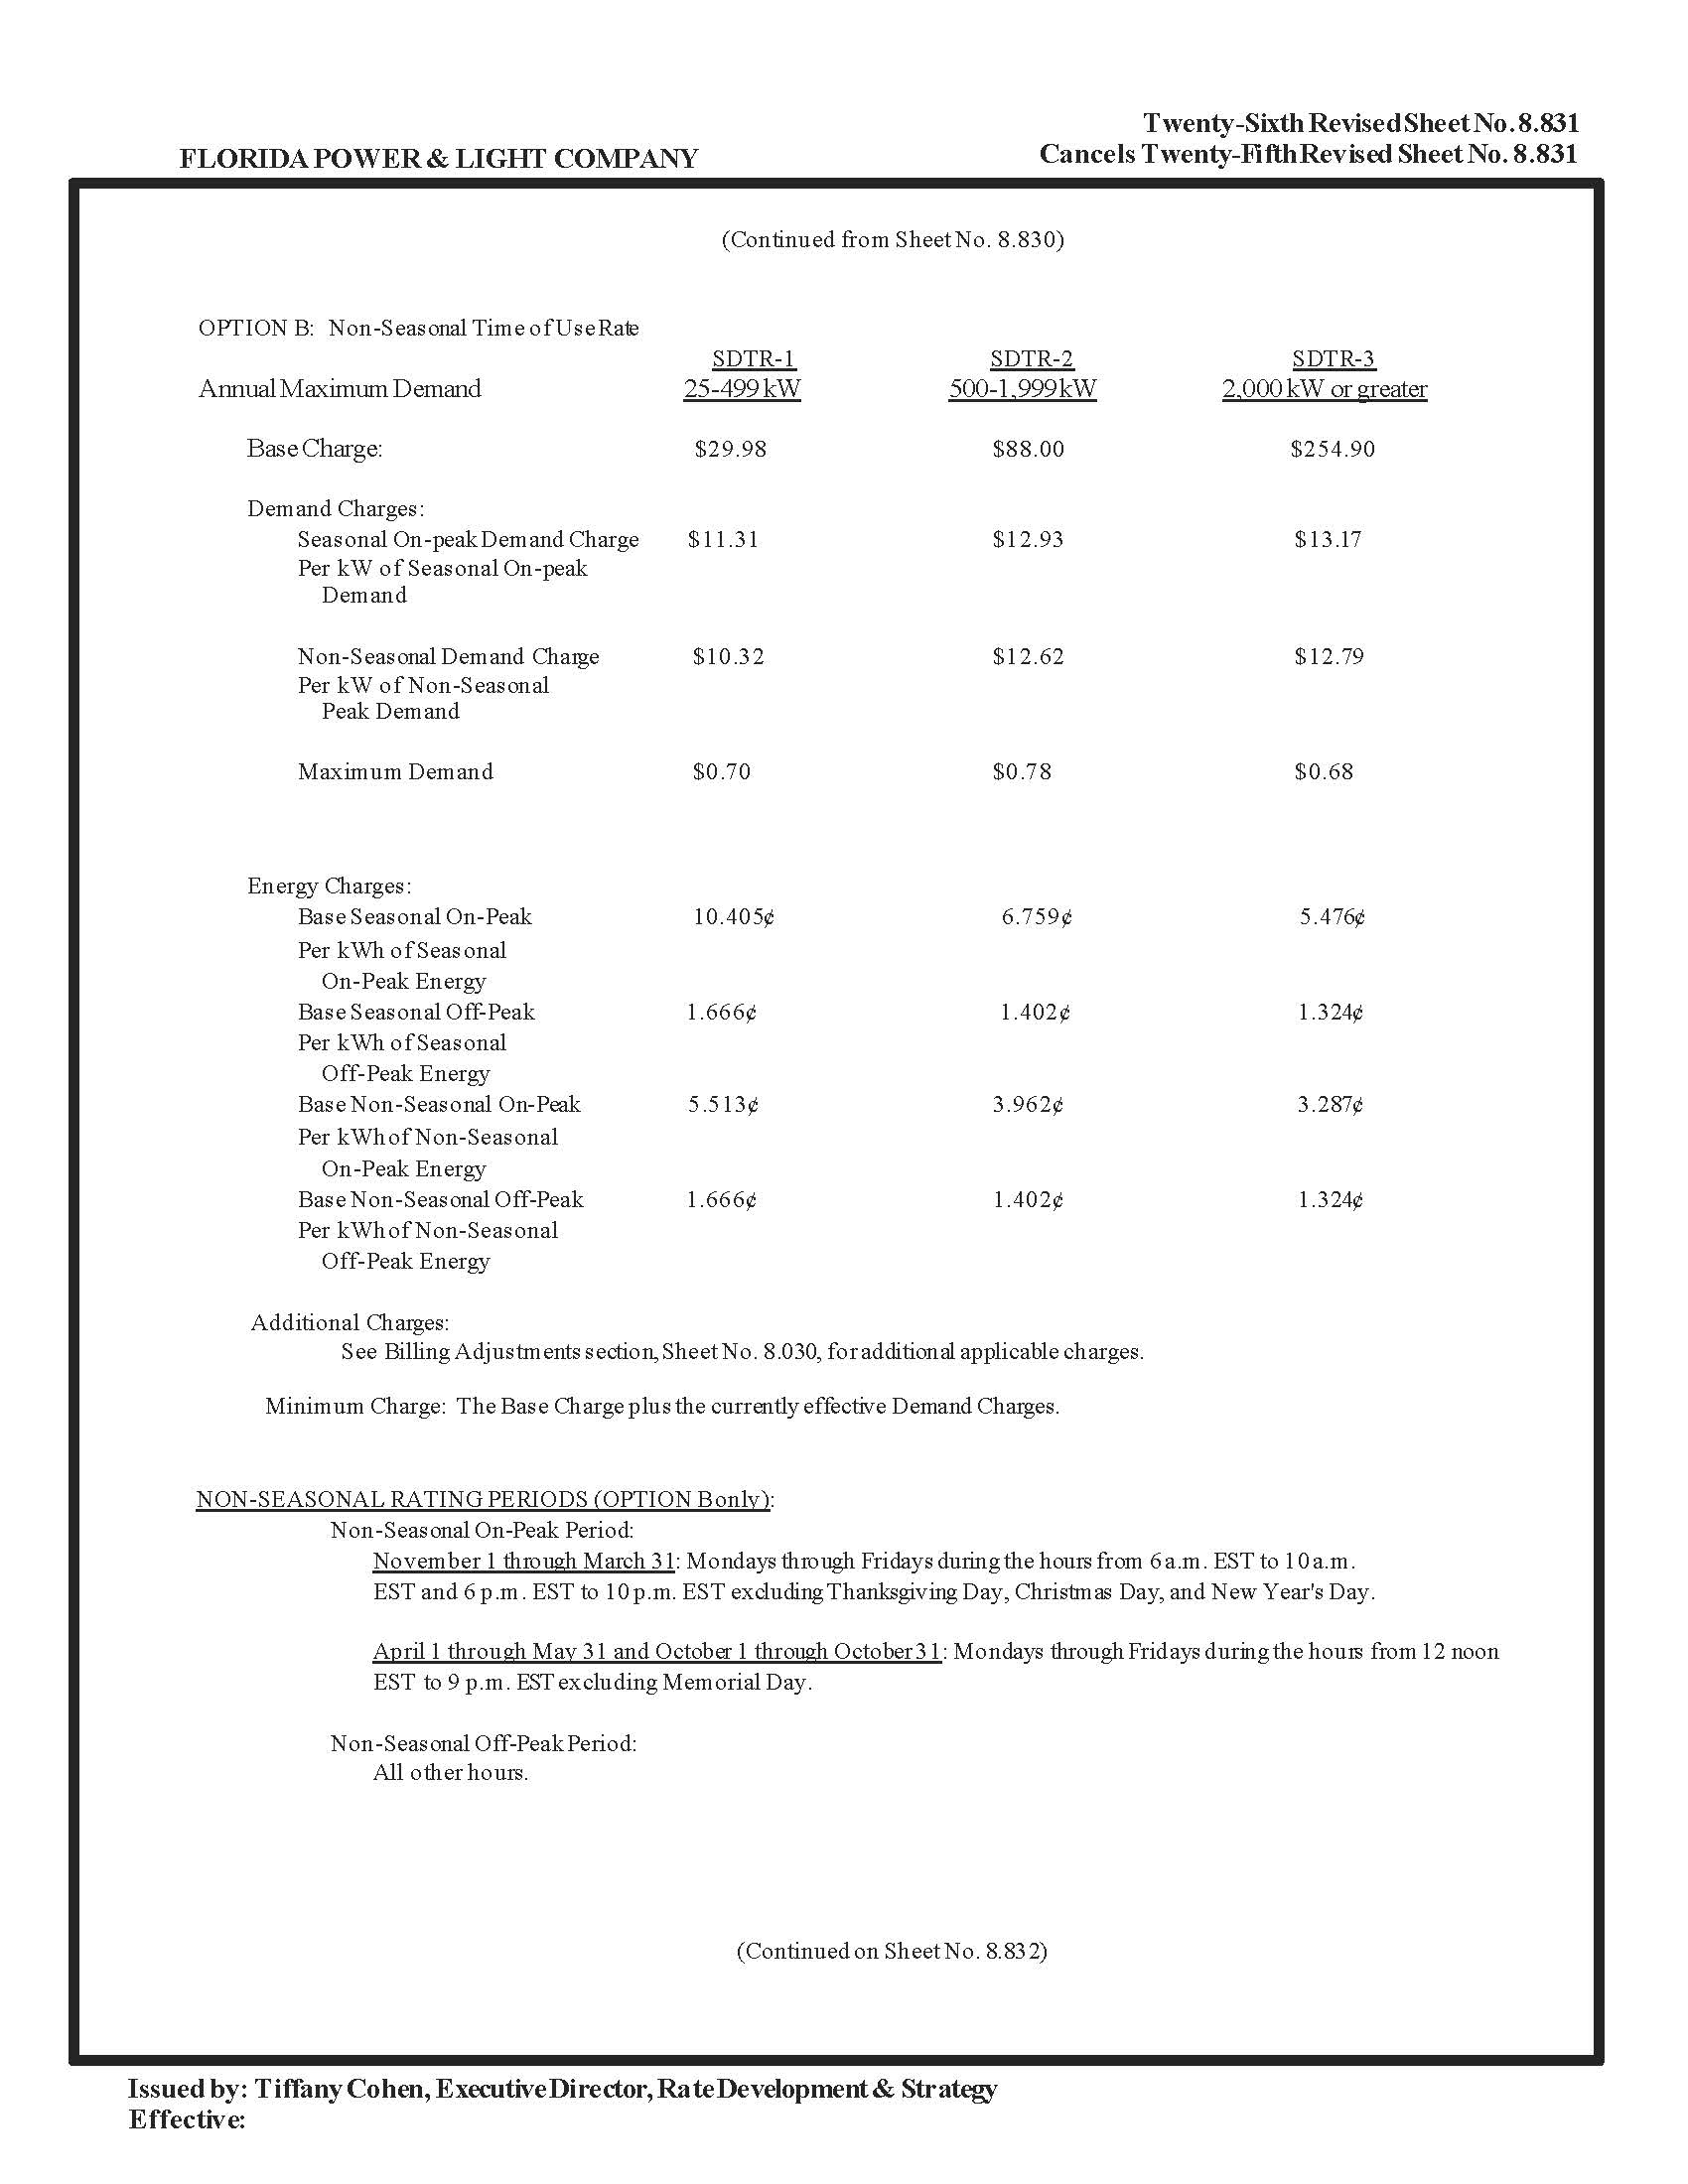 Twenty-Sixth Revised Sheet No. 8.831
FLORIDA POWER & LIGHT COMPANY
Cancels Twenty-Fifth Revised Sheet No. 8.831
(Continued from Sheet No. 8.830)
OPTION B: Non-Seasonal Time of Use Rate
SDTR-1 SDTR-2 SDTR-3
Annual Maximum Demand 25-499 kW 500-1,999 kW 2,000 kW or greater
Base Charge: $29.98 $88.00 $254.90
Demand Charges:
Seasonal On-peak Demand Charge $11.31 $12.93 $13.17
Per kW of Seasonal On-peak
Demand
Non-Seasonal Demand Charge $10.32 $12.62 $12.79
Per kW of Non-Seasonal
Peak Demand
Maximum Demand $0.70 $0.78 $0.68
Energy Charges:
Base Seasonal On-Peak 10.405¢ 6.759¢ 5.476¢
Per kWh of Seasonal
On-Peak Energy
Base Seasonal Off-Peak 1.666¢ 1.402¢ 1.324¢
Per kWh of Seasonal
Off-Peak Energy
Base Non-Seasonal On-Peak 5.513¢ 3.962¢ 3.287¢
Per kWh of Non-Seasonal
On-Peak Energy
Base Non-Seasonal Off-Peak 1.666¢ 1.402¢ 1.324¢
Per kWh of Non-Seasonal
Off-Peak Energy
Additional Charges:
See Billing Adjustments section, Sheet No. 8.030, for additional applicable charges.
Minimum Charge: The Base Charge plus the currently effective Demand Charges.
NON-SEASONAL RATING PERIODS (OPTION B only):
Non-Seasonal On-Peak Period:
November 1 through March 31: Mondays through Fridays during the hours from 6 a.m. EST to 10 a.m.
EST and 6 p.m. EST to 10 p.m. EST excluding Thanksgiving Day, Christmas Day, and New Year's Day.
April 1 through May 31 and October 1 through October 31: Mondays through Fridays during the hours from 12 noon
EST to 9 p.m. EST excluding Memorial Day.
Non-Seasonal Off-Peak Period:
All other hours.
(Continued on Sheet No. 8.832)
Issued by: Tiffany Cohen, Executive Director, Rate Development & Strategy
Effective: